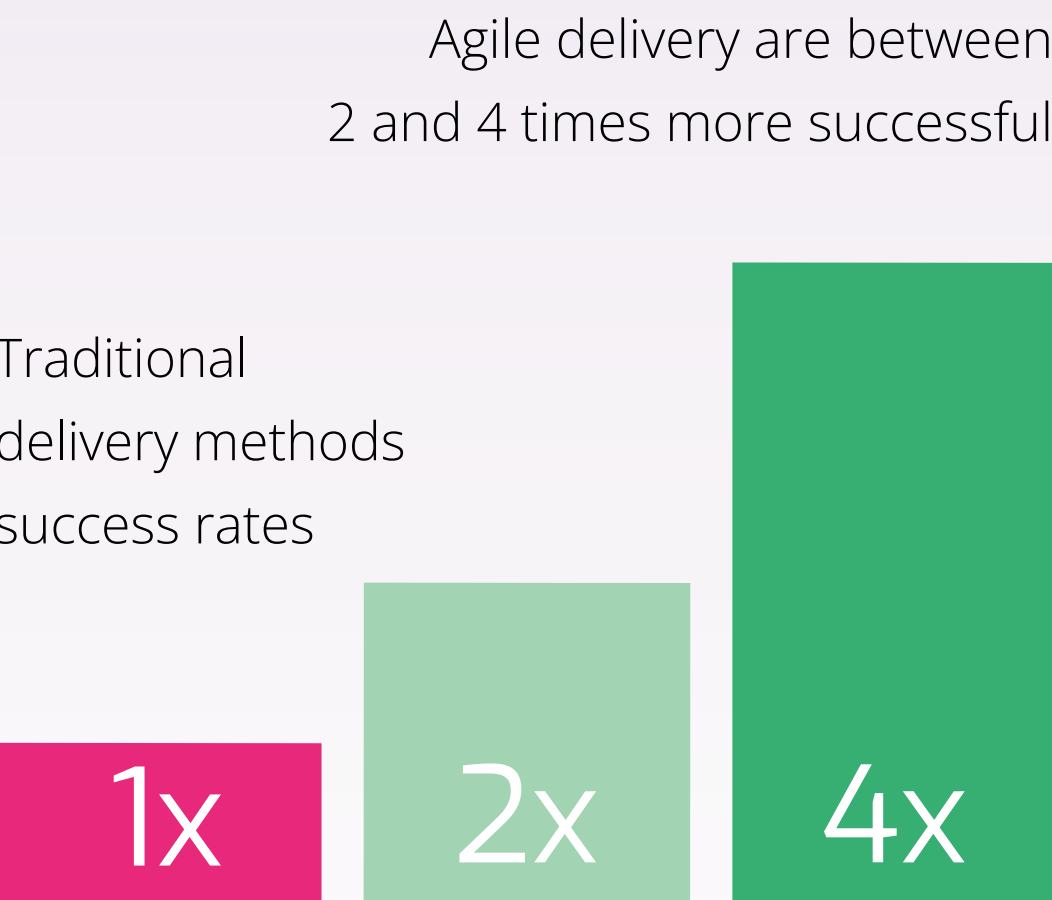 Agile delivery are between
2 and 4 times more successful
Traditional
delivery methods
success rates
1x
2x
4x